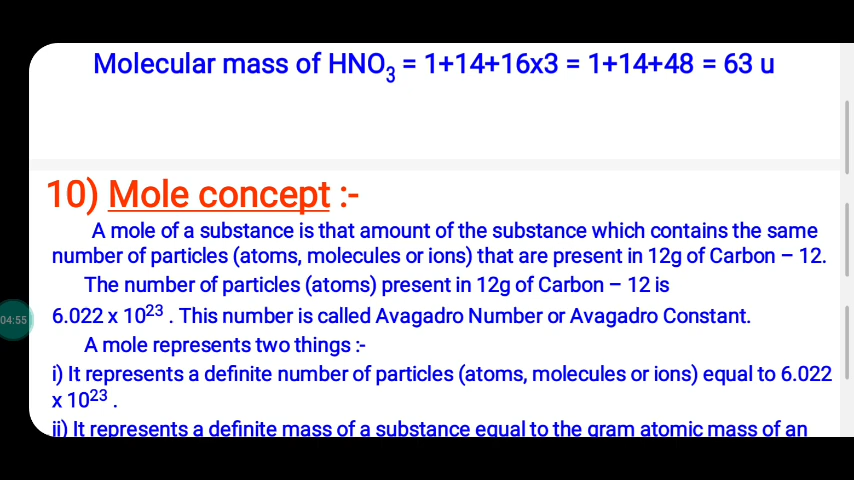 Molecular mass of HNO₃ = 1+14+16x3 = 1+14+48 = 63 u
10) Mole concept :-
A mole of a substance is that amount of the substance which contains the same
number of particles (atoms, molecules or ions) that are present in 12g of Carbon – 12.
The number of particles (atoms) present in 12g of Carbon – 12 is
04:55
6.022 x 10²³ . This number is called Avagadro Number or Avagadro Constant.
A mole represents two things :-
i) It represents a definite number of particles (atoms, molecules or ions) equal to 6.022
x 10²³ .
ii) It represents a definite mass of a substance equal to the gram atomic mass of an